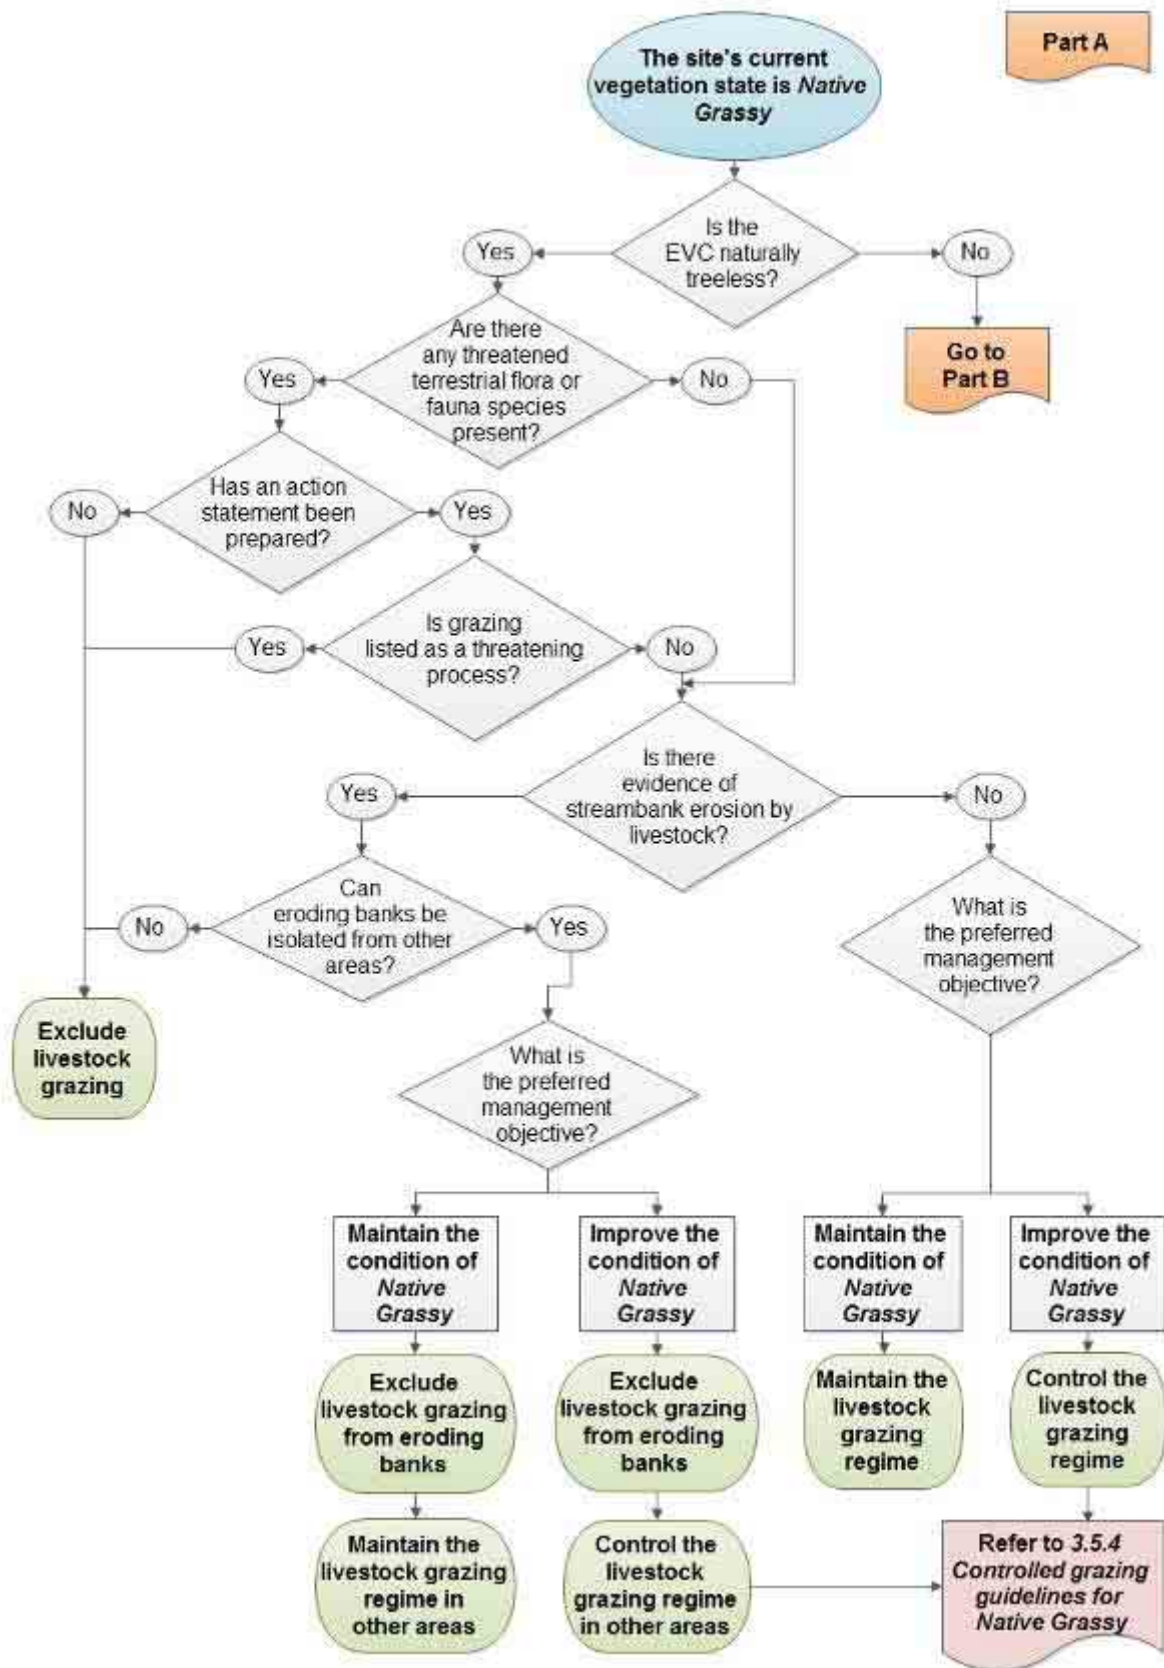 Part A
The site's current
vegetation state is Native
Grassy
Is the
EVC naturally
treeless?
Yes
No
Go to
Part B
Are there
any threatened
terrestrial flora or
fauna species
present?
Yes
No
Has an action
statement been
prepared?
No
Yes
Is grazing
listed as a threatening
process?
Yes
No
Is there
evidence of
streambank erosion by
livestock?
Yes
No
Can
eroding banks be
isolated from other
areas?
No
Yes
What is
the preferred
management
objective?
Exclude
livestock
grazing
What is
the preferred
management
objective?
Maintain the
condition of
Native
Grassy
Improve the
condition of
Native
Grassy
Maintain the
condition of
Native
Grassy
Improve the
condition of
Native
Grassy
Exclude
livestock grazing
from eroding
banks
Exclude
livestock grazing
from eroding
banks
Maintain the
livestock
grazing
regime
Control the
livestock
grazing
regime
Maintain the
livestock grazing
regime in
other areas
Control the
livestock
grazing regime
in other areas
Refer to 3.5.4
Controlled grazing
guidelines for
Native Grassy